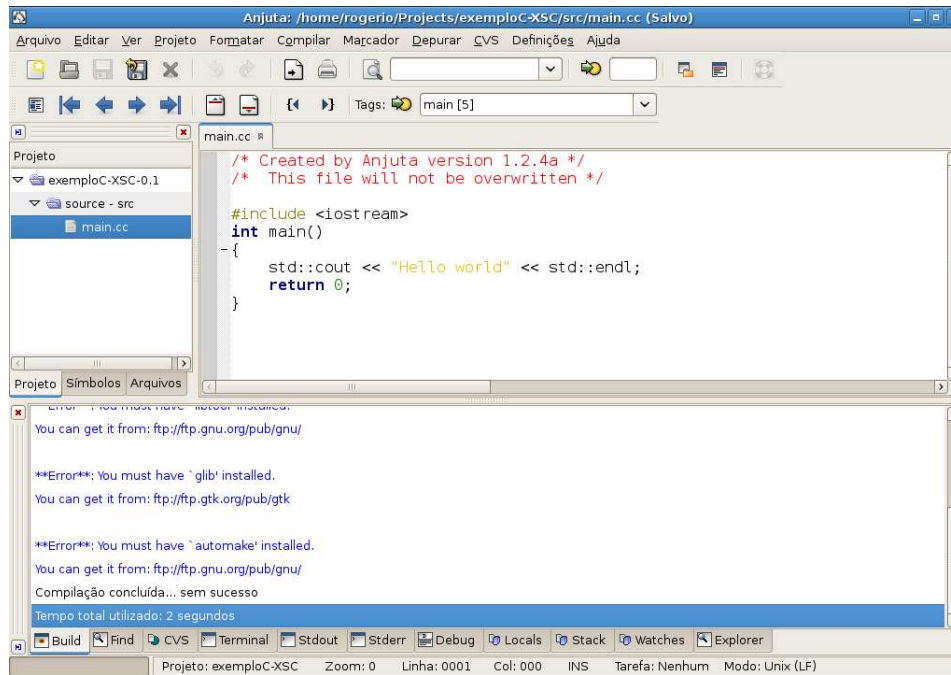 Anjuta: /home/rogerio/Projects/exemploC-XSC/src/main.cc (Salvo)
Arquivo Editar Ver Projeto Formatar Compilar Marcador Depurar CVS Definições Ajuda
Tags: main [5]
main.cc
Projeto
exemploC-XSC-0.1
source - src
main.cc
/* Created by Anjuta version 1.2.4a */
/*  This file will not be overwritten */
#include <iostream>
int main()
{
std::cout << "Hello world" << std::endl;
return 0;
}
Projeto Símbolos Arquivos
**Error**: You must have `libtool' installed.
You can get it from: ftp://ftp.gnu.org/pub/gnu/
**Error**: You must have `glib' installed.
You can get it from: ftp://ftp.gtk.org/pub/gtk
**Error**: You must have `automake' installed.
You can get it from: ftp://ftp.gnu.org/pub/gnu/
Compilação concluída... sem sucesso
Tempo total utilizado: 2 segundos
Build Find CVS Terminal Stdout Stderr Debug Locals Stack Watches Explorer
Projeto: exemploC-XSC Zoom: 0 Linha: 0001 Col: 000 INS Tarefa: Nenhum Modo: Unix (LF)